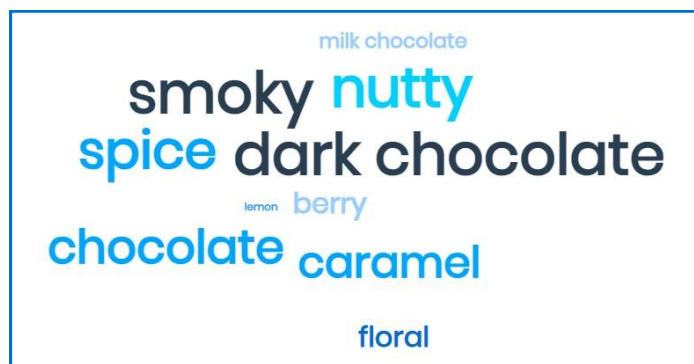 milk chocolate
smoky nutty
spice dark chocolate
lemon berry
chocolate caramel
floral